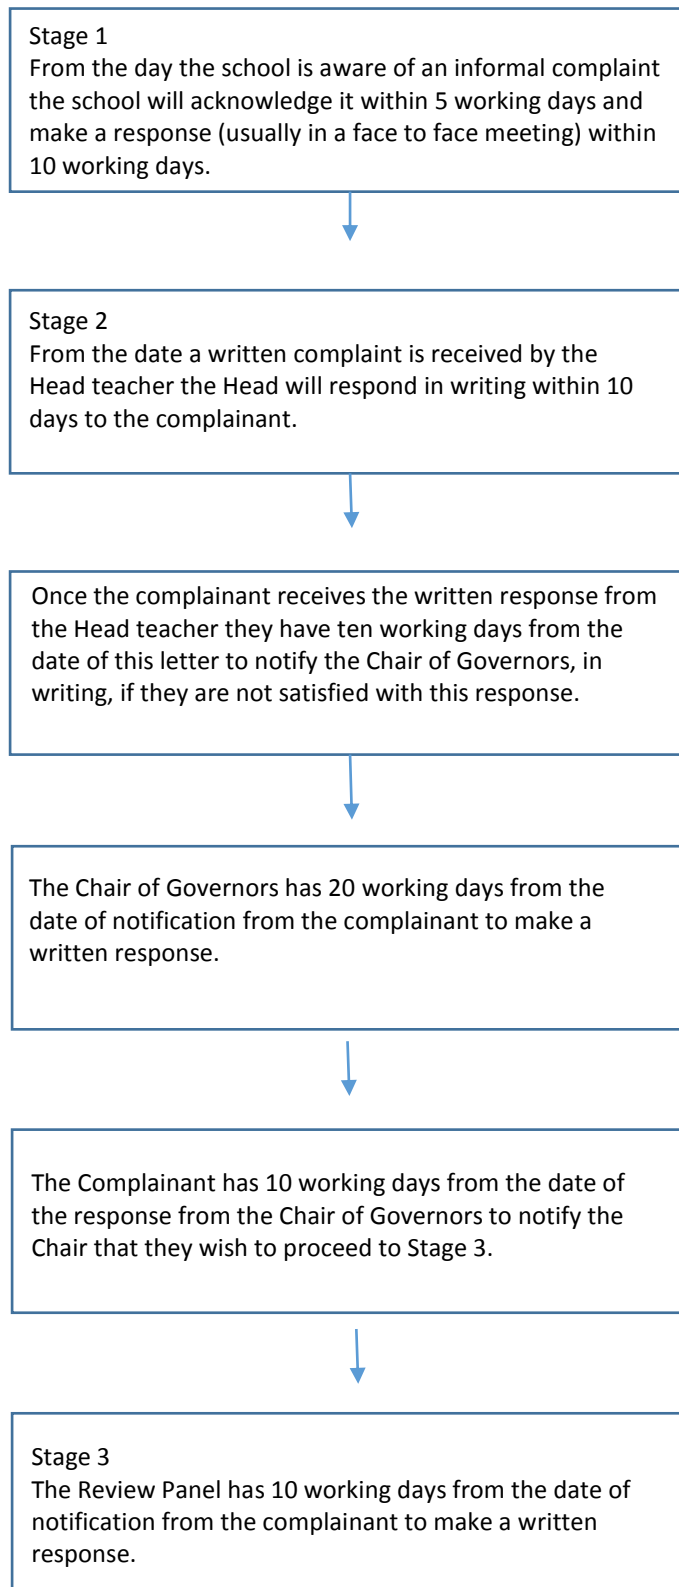 Stage 1
From the day the school is aware of an informal complaint
the school will acknowledge it within 5 working days and
make a response (usually in a face to face meeting) within
10 working days.
Stage 2
From the date a written complaint is received by the
Head teacher the Head will respond in writing within 10
days to the complainant.
Once the complainant receives the written response from
the Head teacher they have ten working days from the
date of this letter to notify the Chair of Governors, in
writing, if they are not satisfied with this response.
The Chair of Governors has 20 working days from the
date of notification from the complainant to make a
written response.
The Complainant has 10 working days from the date of
the response from the Chair of Governors to notify the
Chair that they wish to proceed to Stage 3.
Stage 3
The Review Panel has 10 working days from the date of
notification from the complainant to make a written
response.